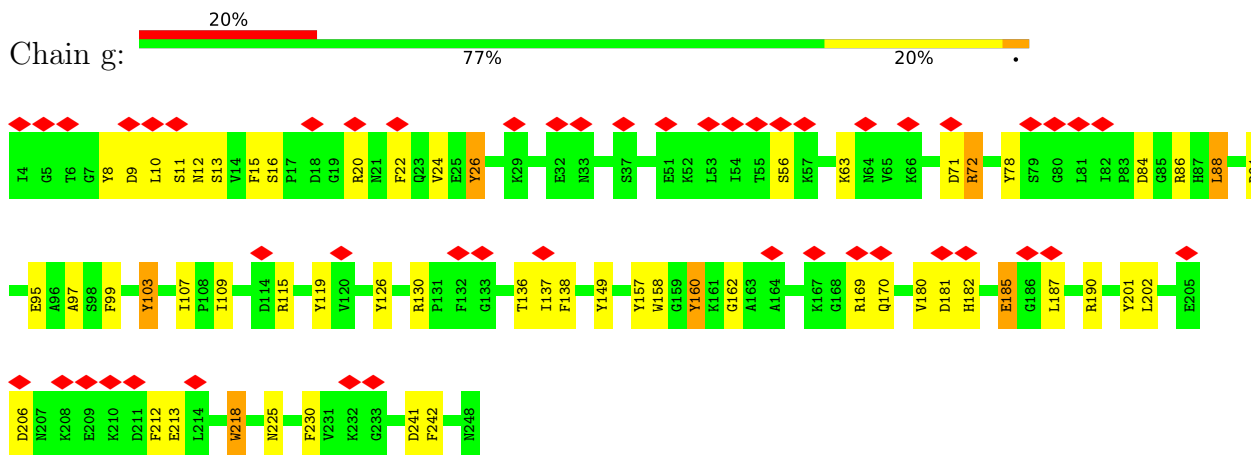 20%
Chain g:
77% 20% .
I4 G5 T6 G7 Y8 D9 L10 S11 N12 S13 V14 F15 S16 P17 D18 G19 R20 N21 F22 Q23 V24 E25 Y26 K29 E32 N33 S37 E51 K52 L53 I54 T55 S56 K57 K63 N64 V65 K66 D71 R72 Y78 S79 G80 L81 I82 P83 D84 G85 R86 H87 L88
E95 A96 A97 S98 F99 Y103 I107 P108 I109 D114 R115 Y119 V120 Y126 R130 P131 F132 G133 T136 I137 F138 Y149 Y157 W158 G159 Y160 K161 G162 A163 A164 K167 G168 R169 Q170 V180 D181 H182 E185 G186 L187 R190 Y201 L202 E205
D206 N207 K208 E209 K210 D211 F212 E213 L214 W218 N225 F230 V231 K232 G233 D241 F242 N248